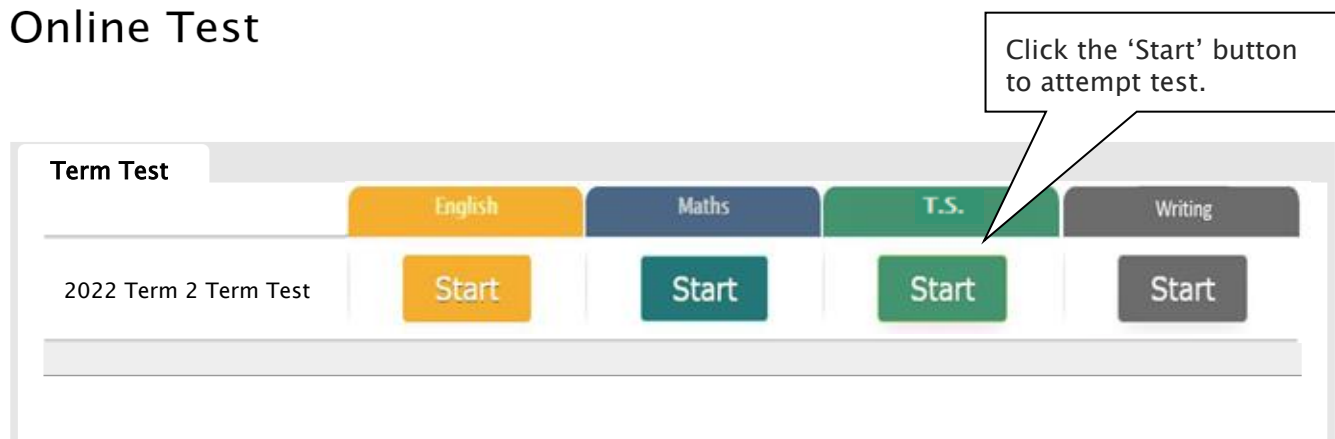 Online Test
Click the ‘Start’ button
to attempt test.
Term Test
English Maths T.S. Writing
2022 Term 2 Term Test Start Start Start Start